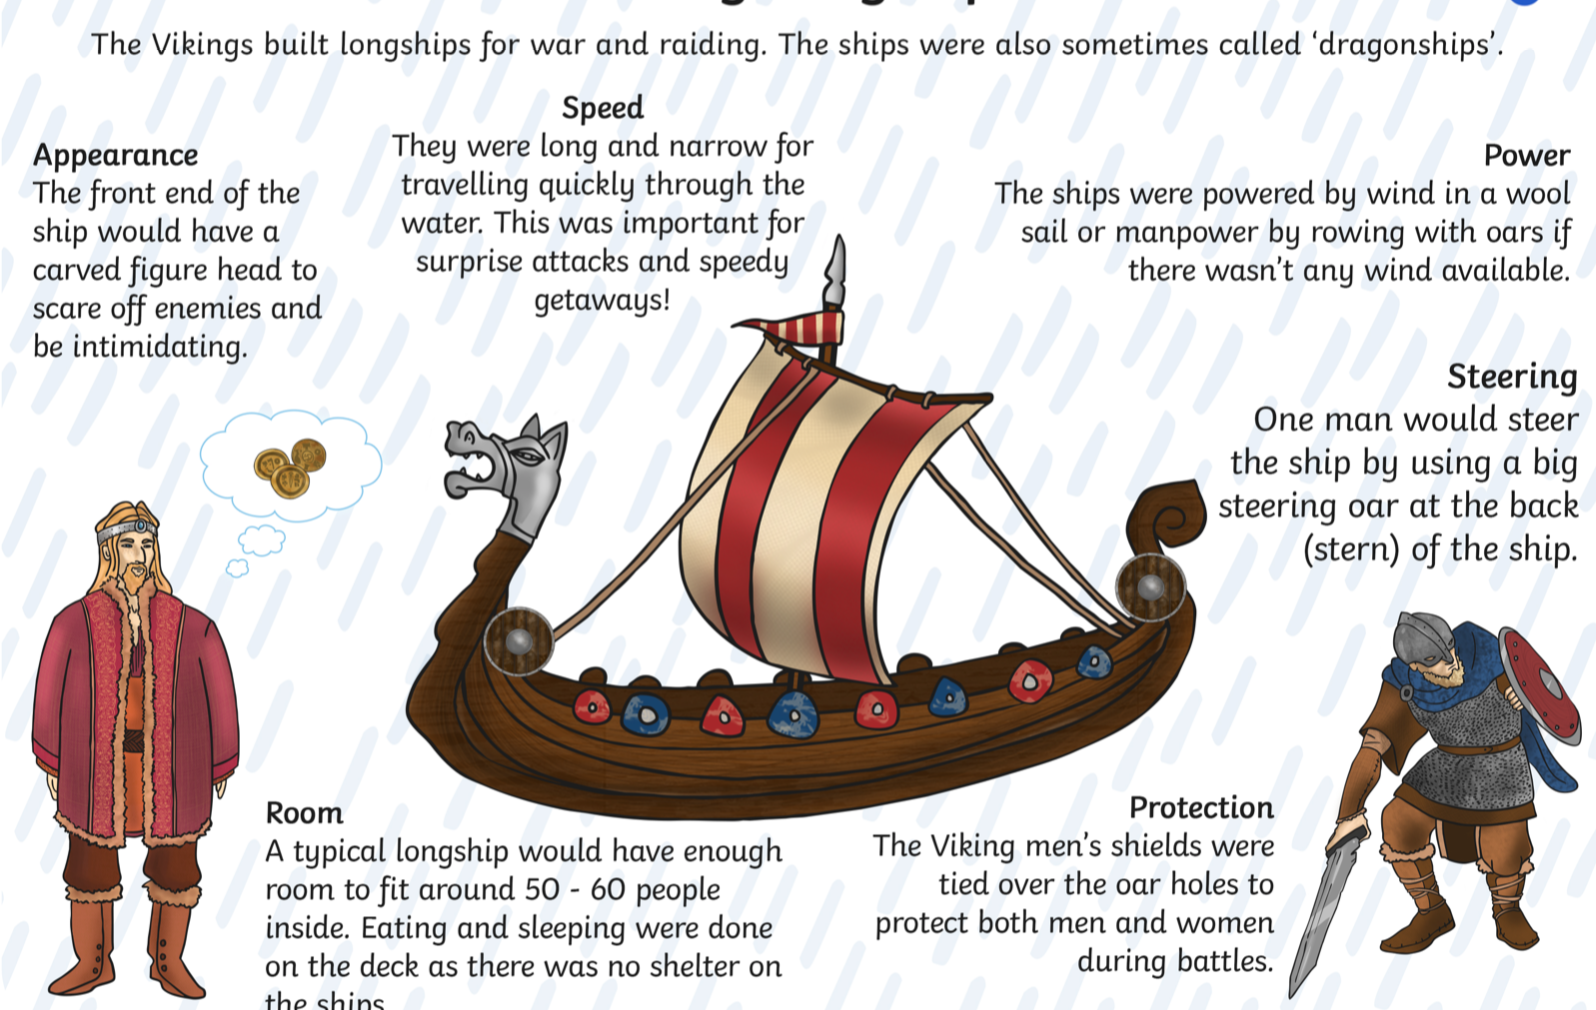 The Vikings built longships for war and raiding. The ships were also sometimes called ‘dragonships’.
Appearance
The front end of the
ship would have a
carved figure head to
scare off enemies and
be intimidating.
Speed
They were long and narrow for
travelling quickly through the
water. This was important for
surprise attacks and speedy
getaways!
Power
The ships were powered by wind in a wool
sail or manpower by rowing with oars if
there wasn’t any wind available.
Steering
One man would steer
the ship by using a big
steering oar at the back
(stern) of the ship.
Room
A typical longship would have enough
room to fit around 50 - 60 people
inside. Eating and sleeping were done
on the deck as there was no shelter on
the ships
Protection
The Viking men’s shields were
tied over the oar holes to
protect both men and women
during battles.